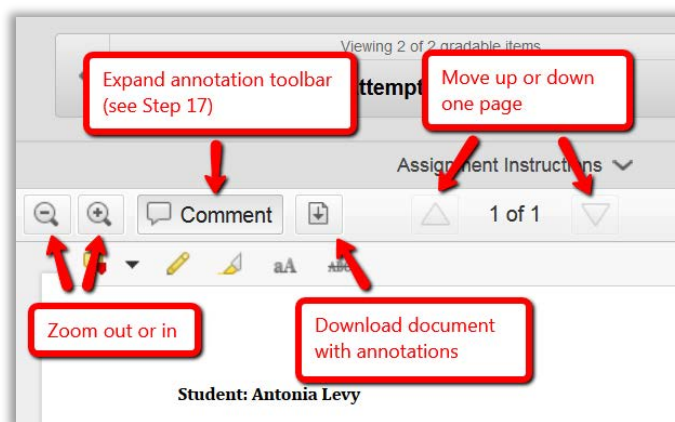 Viewing 2 of 2 gradable items
Expand annotation toolbar
(see Step 17)
Move up or down
one page
Assignment Instructions
Comment
1 of 1
aA
ABC
Zoom out or in
Download document
with annotations
Student: Antonia Levy